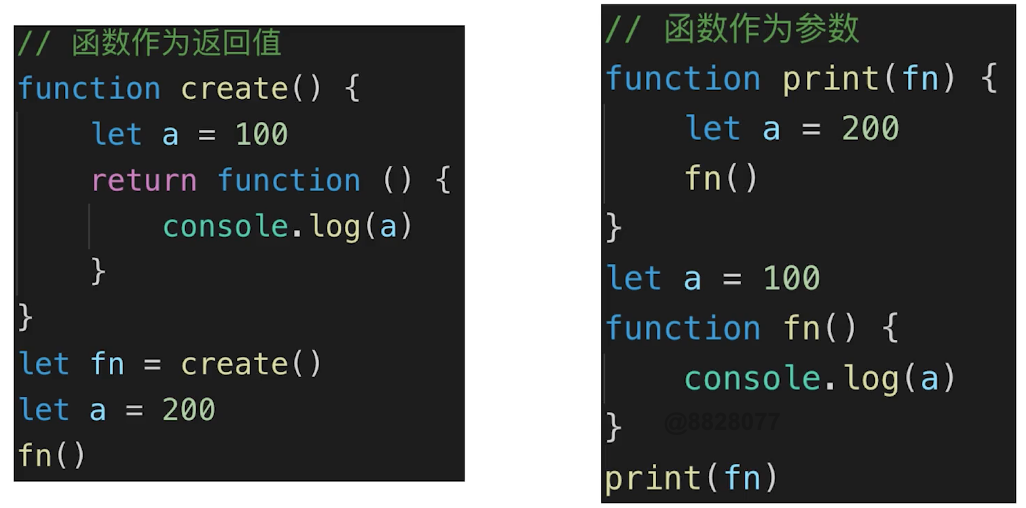 // 函数作为返回值
function create() {
    let a = 100
    return function () {
        console.log(a)
    }
}
let fn = create()
let a = 200
fn()
// 函数作为参数
function print(fn) {
    let a = 200
    fn()
}
let a = 100
function fn() {
    console.log(a)
}
@8828077
print(fn)